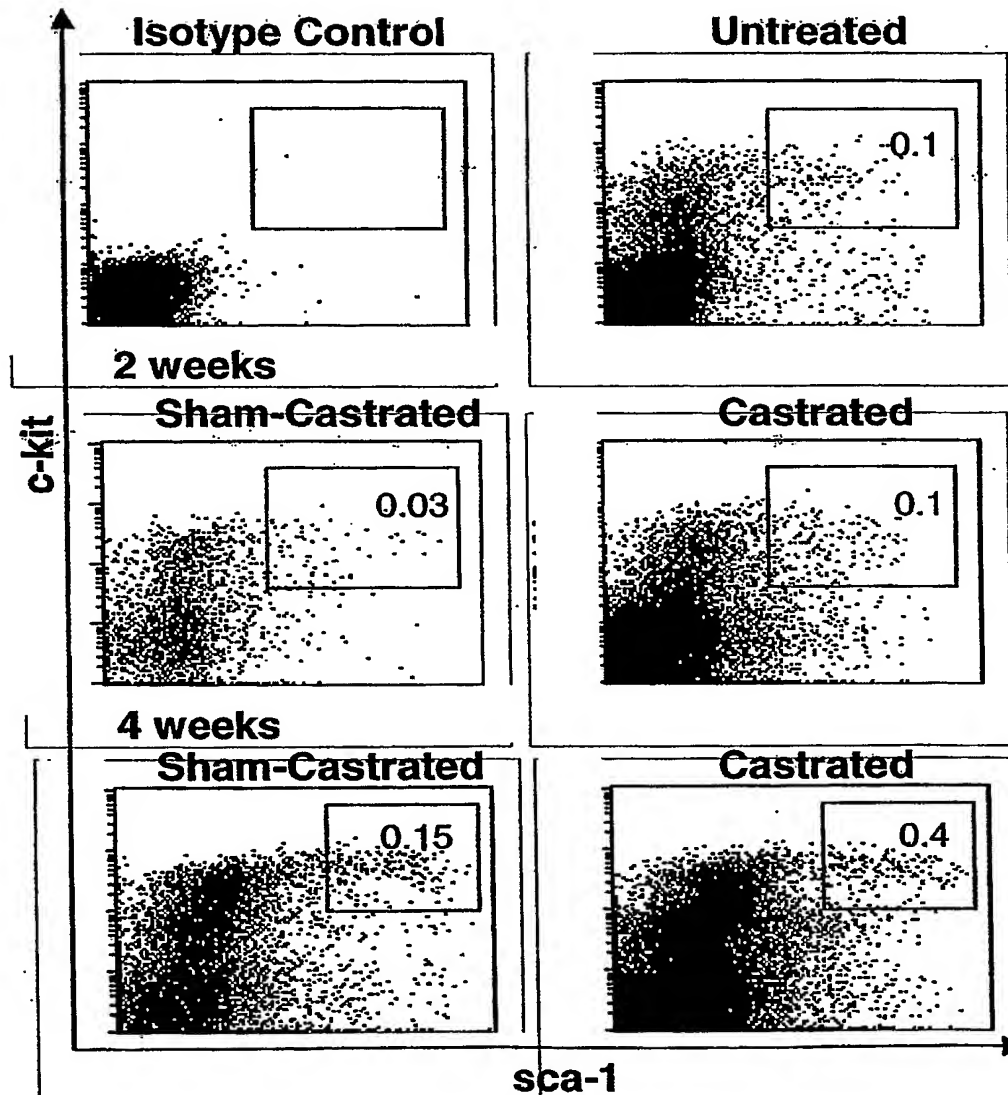 Isotype Control
Untreated
-0.1
2 weeks
Sham-Castrated
Castrated
0.03
0.1
4 weeks
Sham-Castrated
Castrated
0.15
0.4
c-kit
sca-1